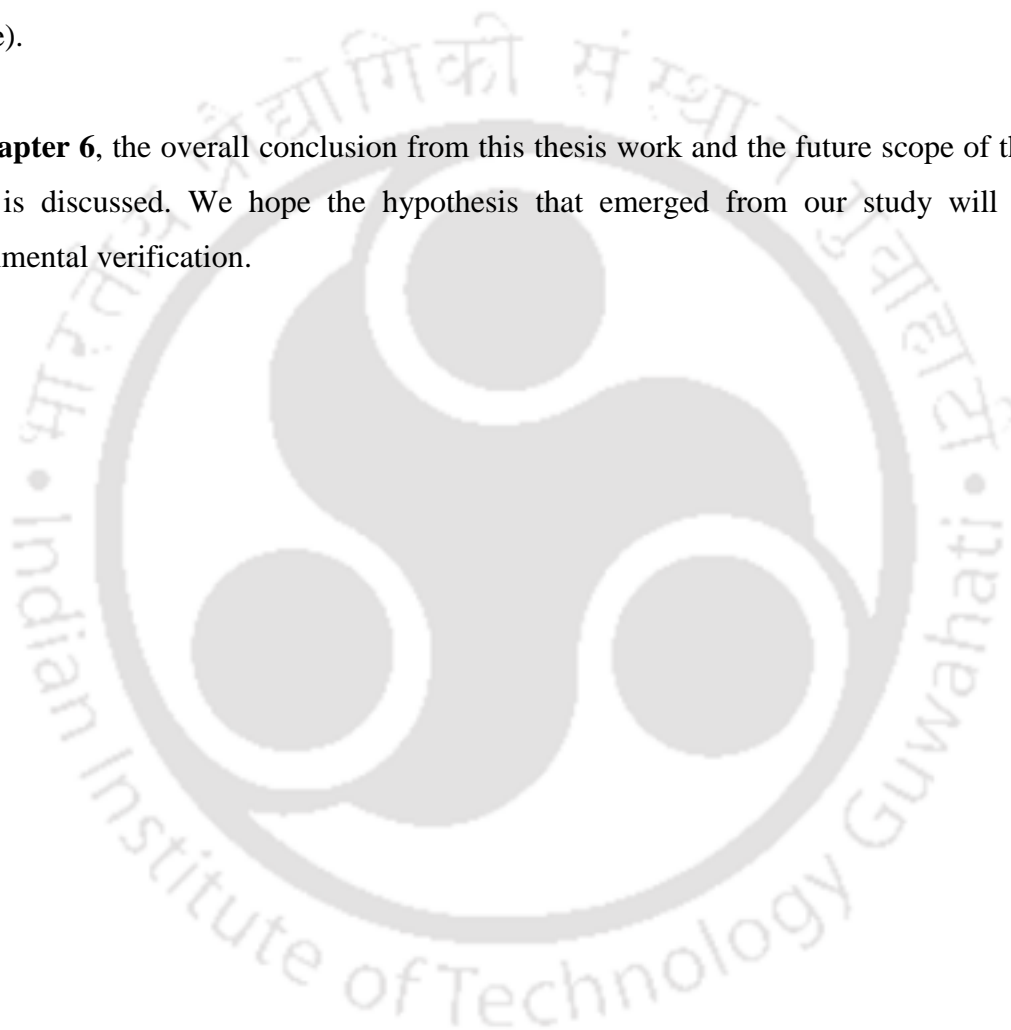 e).
apter 6, the overall conclusion from this thesis work and the future scope of th
is discussed. We hope the hypothesis that emerged from our study will
mental verification.
भारतीय प्रौद्योगिकी संस्थान गुवाहाटी
• Indian Institute of Technology Guwahati •